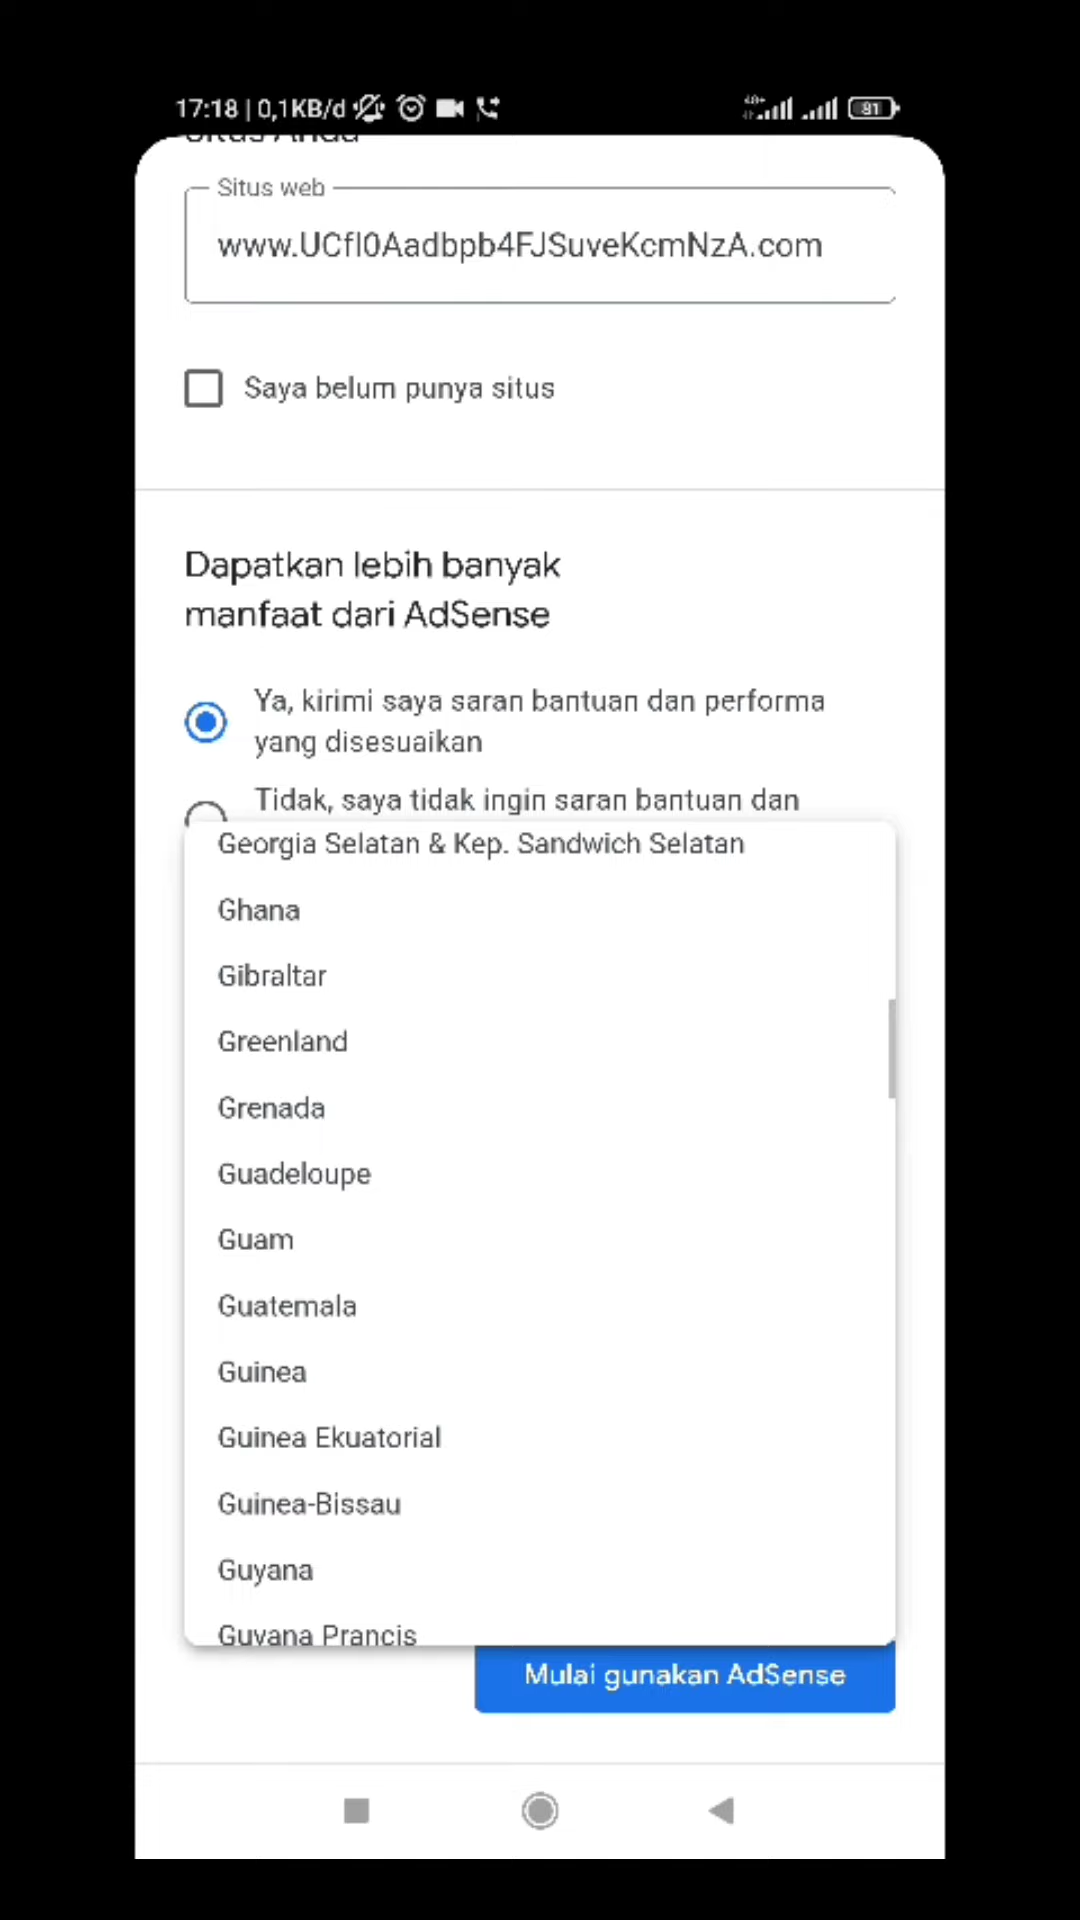 17:18 | 0,1KB/d
81
Situs Anda
Situs web
www.UCfl0Aadbpb4FJSuveKcmNzA.com
Saya belum punya situs
Dapatkan lebih banyak
manfaat dari AdSense
Ya, kirimi saya saran bantuan dan performa
yang disesuaikan
Tidak, saya tidak ingin saran bantuan dan
Georgia Selatan & Kep. Sandwich Selatan
Ghana
Gibraltar
Greenland
Grenada
Guadeloupe
Guam
Guatemala
Guinea
Guinea Ekuatorial
Guinea-Bissau
Guyana
Guyana Prancis
Mulai gunakan AdSense